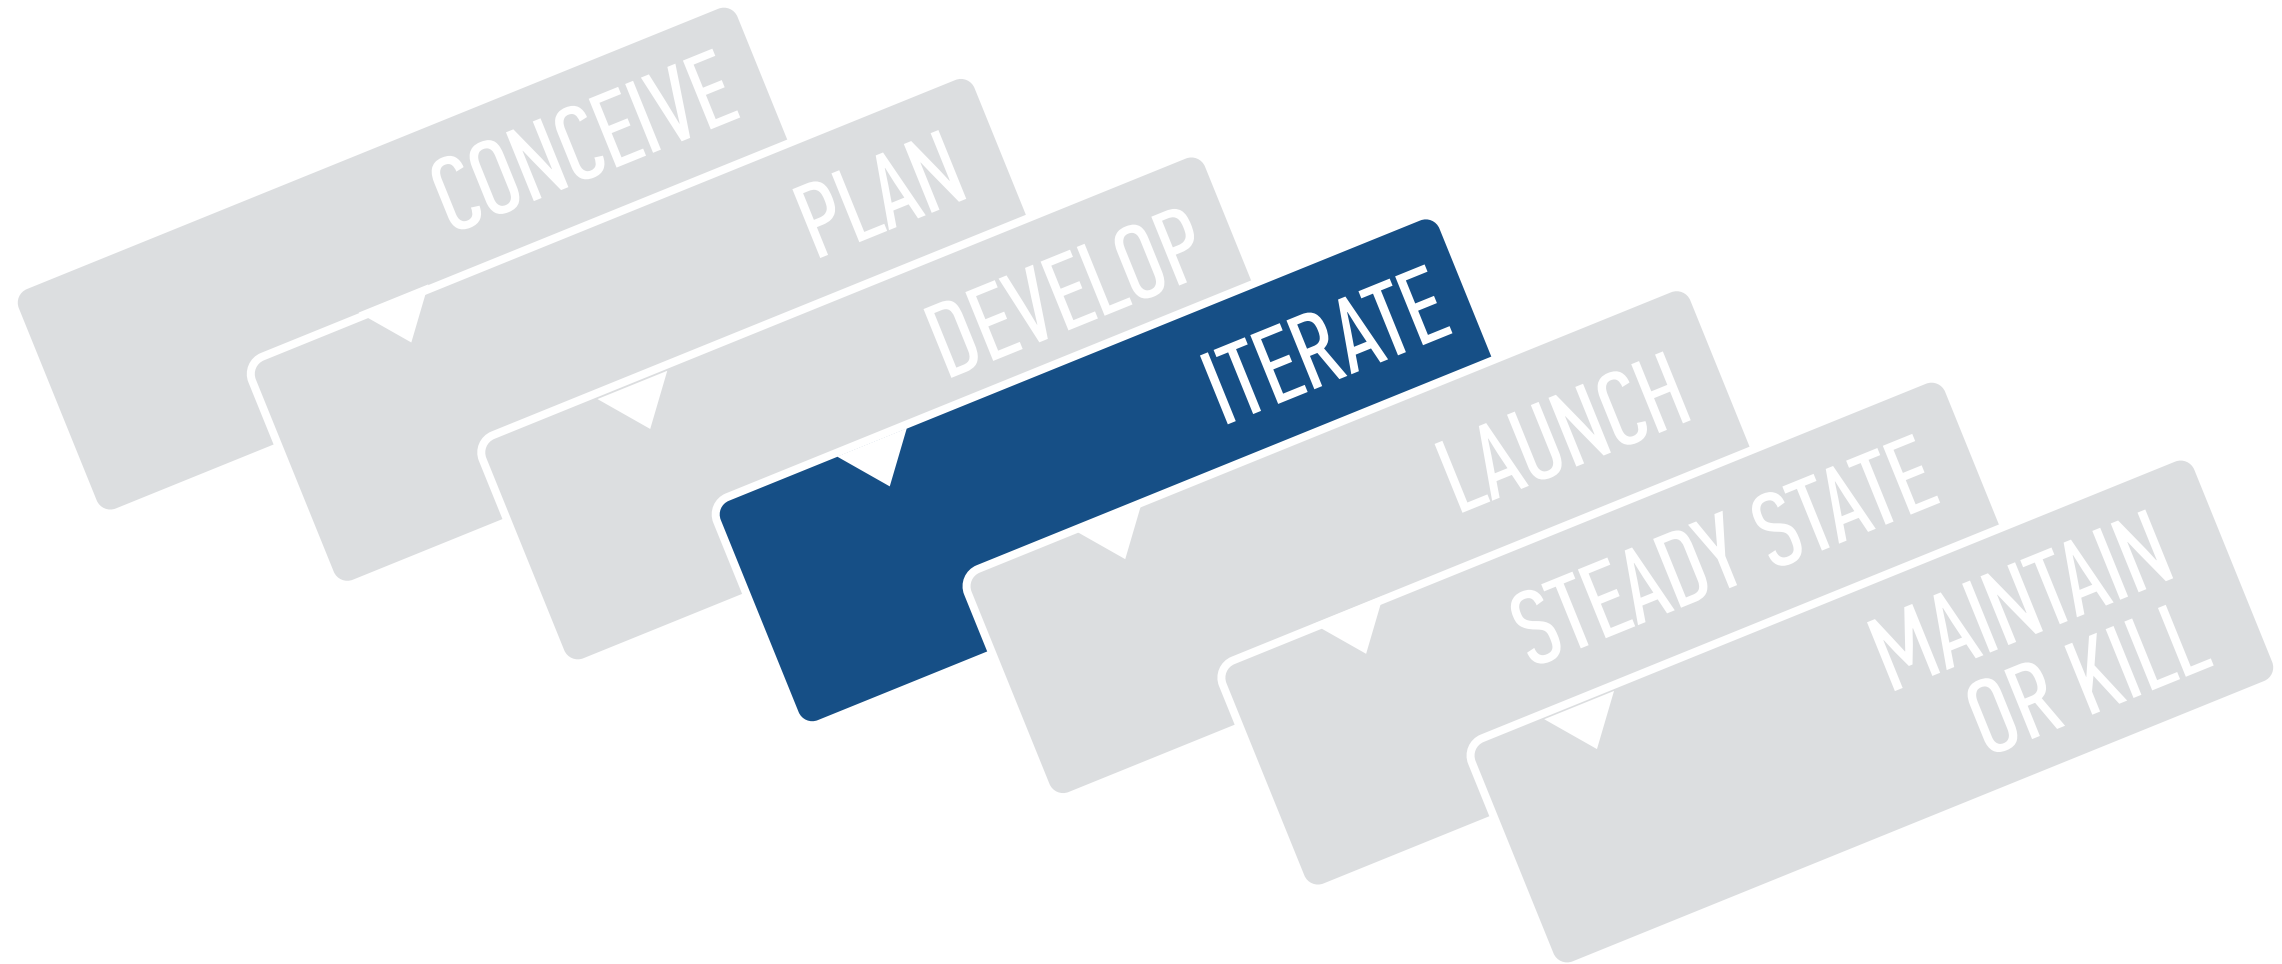 CONCEIVE
PLAN
DEVELOP
ITERATE
LAUNCH
STEADY STATE
MAINTAIN
OR KILL